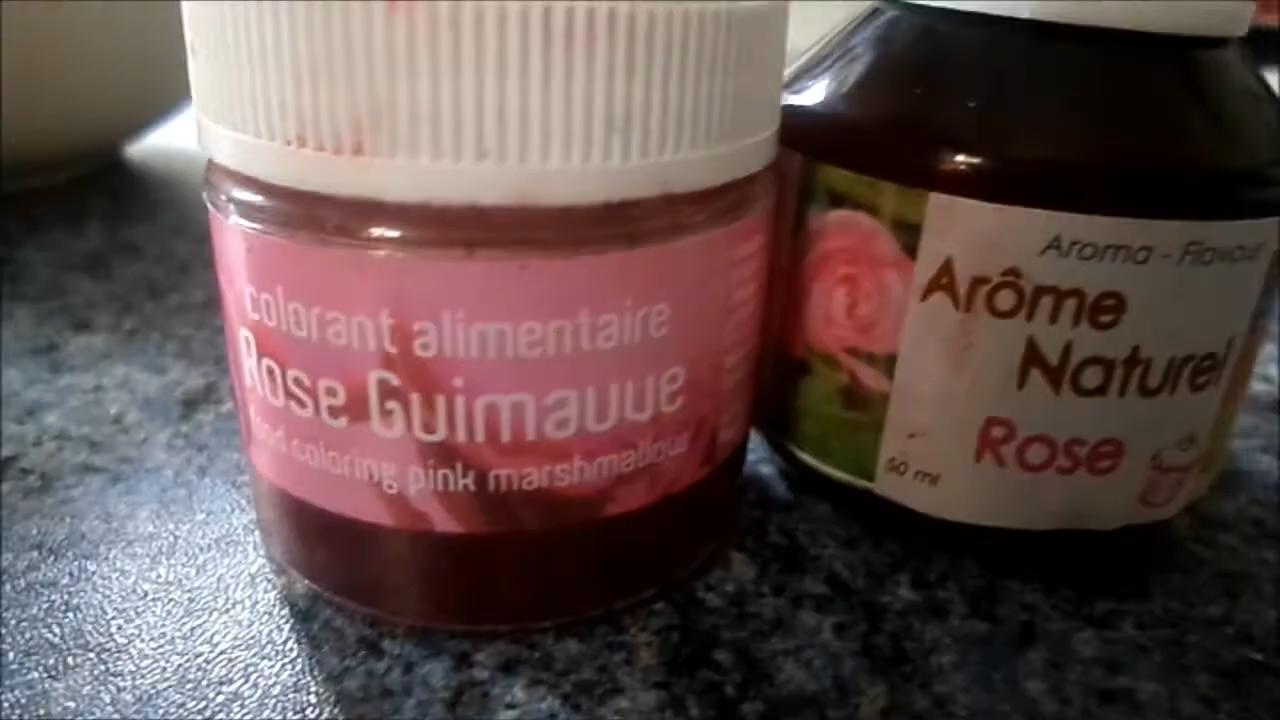 colorant alimentaire
Rose Guimauve
food coloring pink marshmallow
Aroma - Flavour
Arôme
Naturel
Rose
50 ml